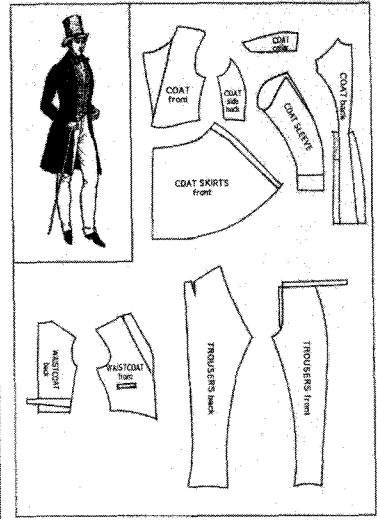 COAT
front
COAT
side
back
COAT
collar
COAT back
COAT SLEEVE
COAT SKIRTS
front
WAISTCOAT
back
WAISTCOAT
front
TROUSERS back
TROUSERS front